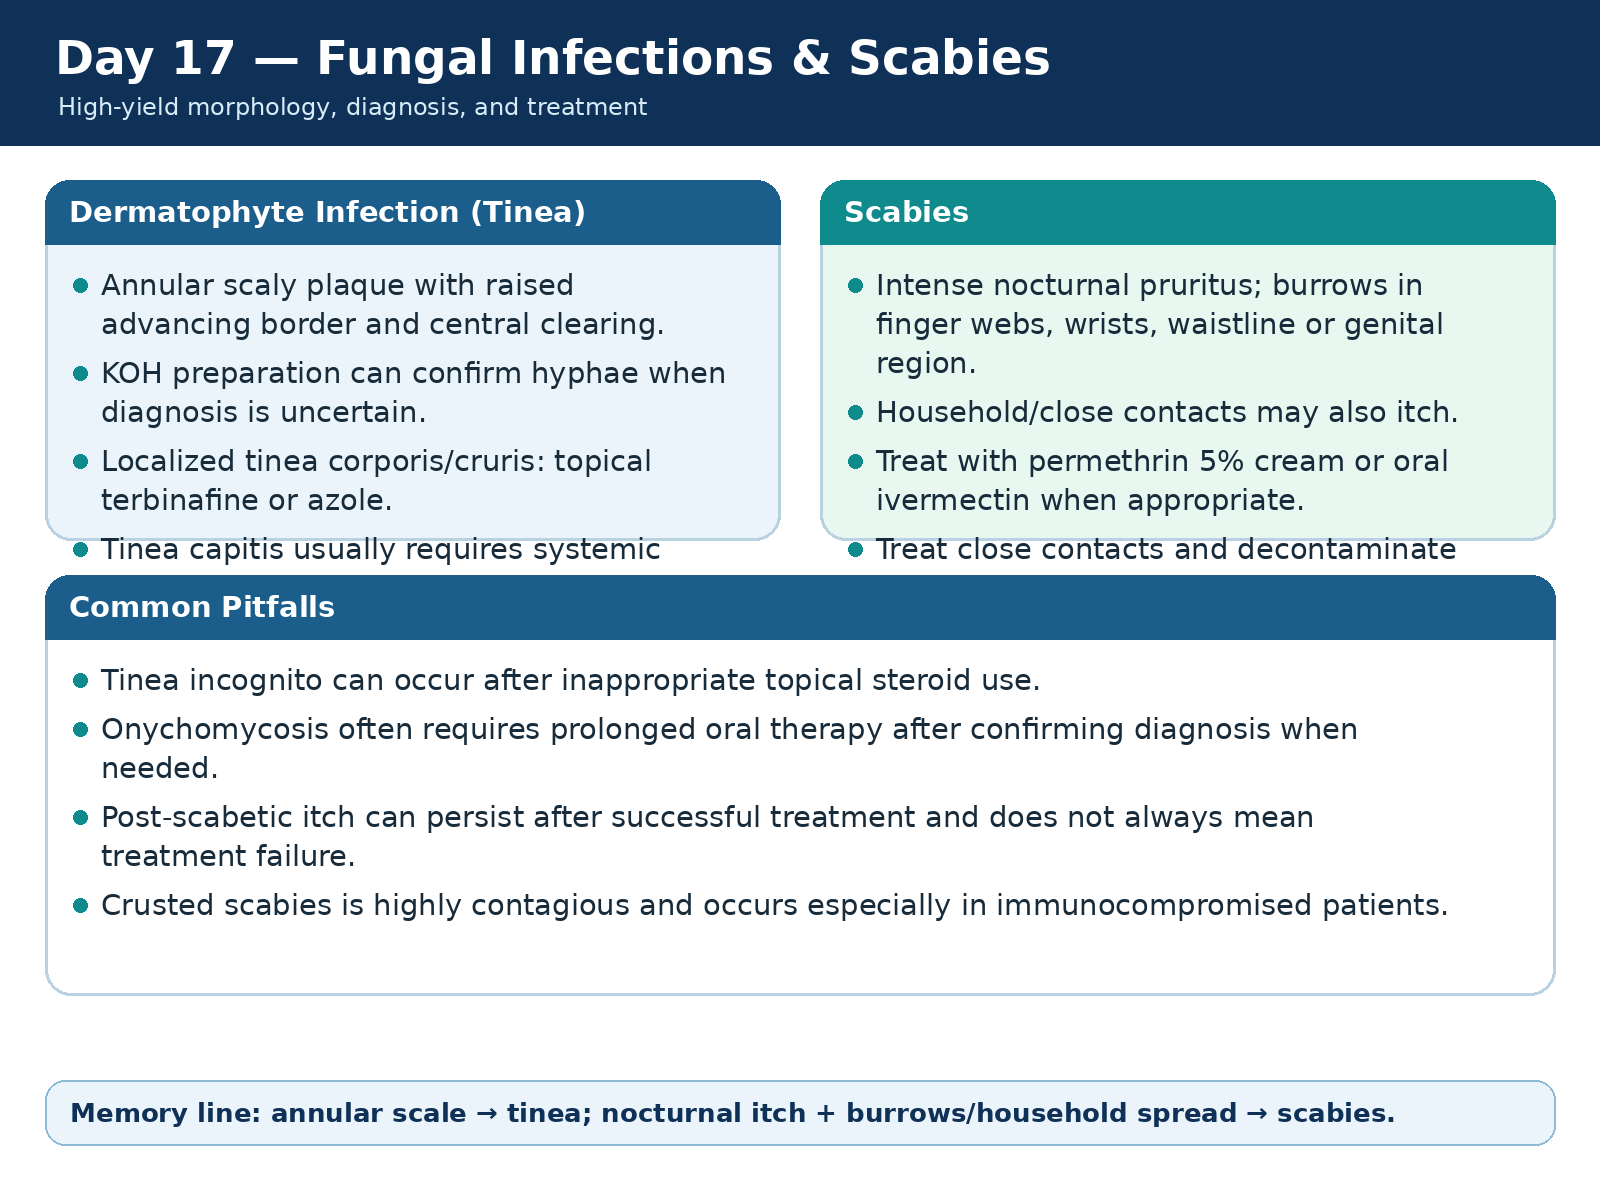 Day 17 — Fungal Infections & Scabies
High-yield morphology, diagnosis, and treatment
Dermatophyte Infection (Tinea)
Annular scaly plaque with raised
advancing border and central clearing.
KOH preparation can confirm hyphae when
diagnosis is uncertain.
Localized tinea corporis/cruris: topical
terbinafine or azole.
Tinea capitis usually requires systemic
Scabies
Intense nocturnal pruritus; burrows in
finger webs, wrists, waistline or genital
region.
Household/close contacts may also itch.
Treat with permethrin 5% cream or oral
ivermectin when appropriate.
Treat close contacts and decontaminate
Common Pitfalls
Tinea incognito can occur after inappropriate topical steroid use.
Onychomycosis often requires prolonged oral therapy after confirming diagnosis when
needed.
Post-scabetic itch can persist after successful treatment and does not always mean
treatment failure.
Crusted scabies is highly contagious and occurs especially in immunocompromised patients.
Memory line: annular scale → tinea; nocturnal itch + burrows/household spread → scabies.